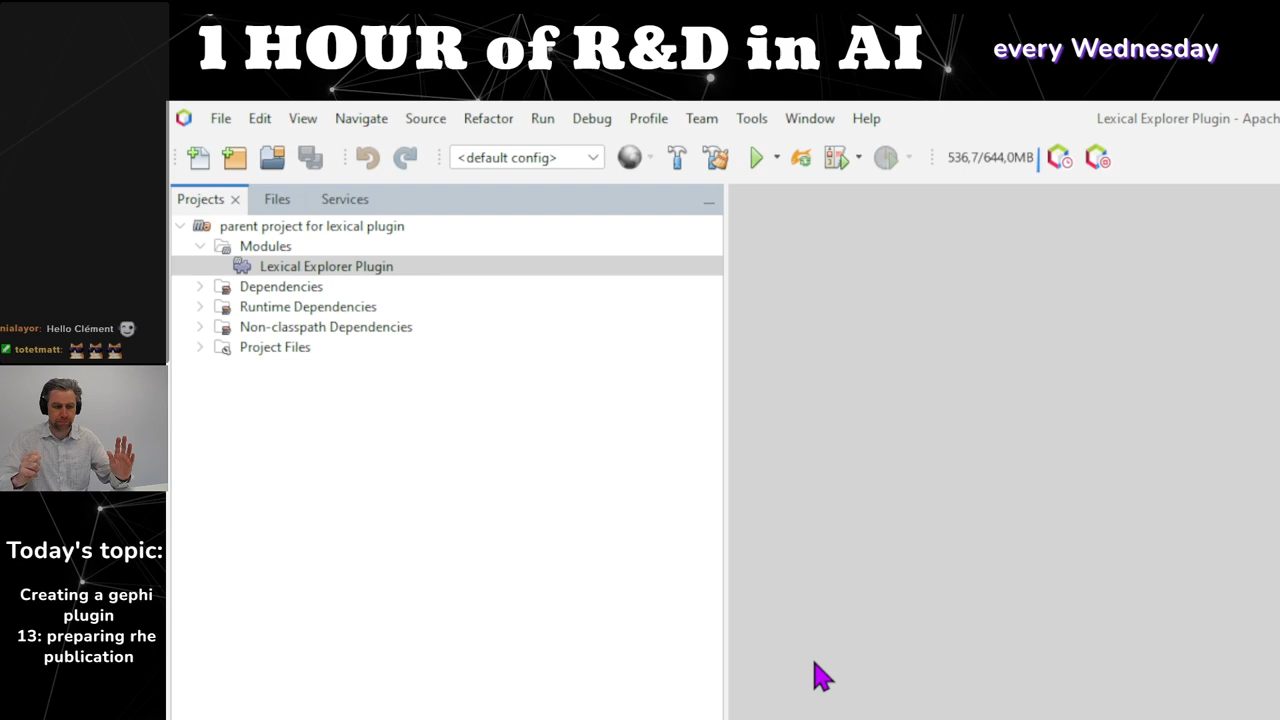 1 HOUR of R&D in AI
every Wednesday
File Edit View Navigate Source Refactor Run Debug Profile Team Tools Window Help
Lexical Explorer Plugin - Apach
<default config>
536,7/644,0MB
Projects Files Services
parent project for lexical plugin
Modules
Lexical Explorer Plugin
Dependencies
Runtime Dependencies
Non-classpath Dependencies
Project Files
nialayor: Hello Clément
totetmatt:
Today's topic:
Creating a gephi
plugin
13: preparing rhe
publication